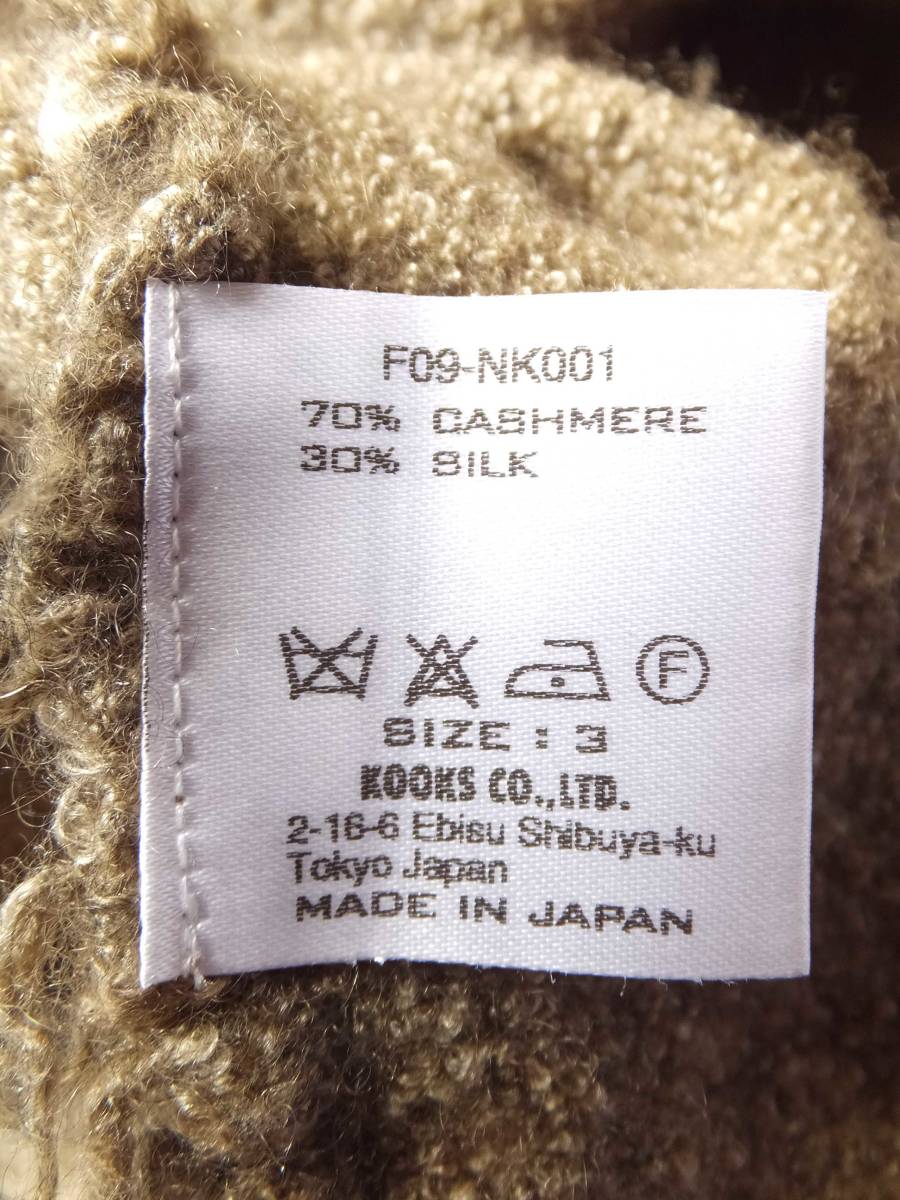 F09-NK001
70% CASHMERE
30% SILK
F
SIZE : 3
KOOKS CO.,LTD.
2-16-6 Ebisu Shibuya-ku
Tokyo Japan
MADE IN JAPAN